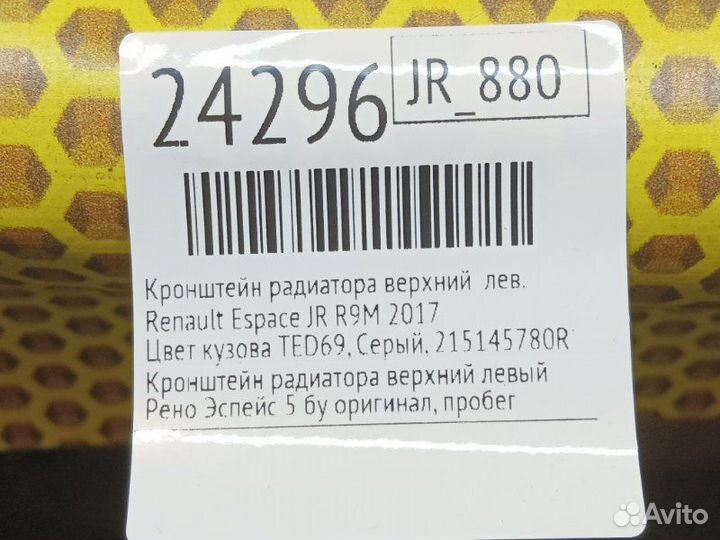 24296
JR_880
Кронштейн радиатора верхний лев.
Renault Espace JR R9M 2017
Цвет кузова TED69, Серый, 215145780R
Кронштейн радиатора верхний левый
Рено Эспейс 5 бу оригинал, пробег
Avito